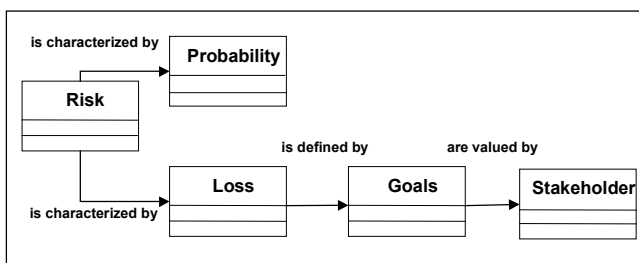 is characterized by
Probability
Risk
is defined by
are valued by
Loss
Goals
Stakeholder
is characterized by